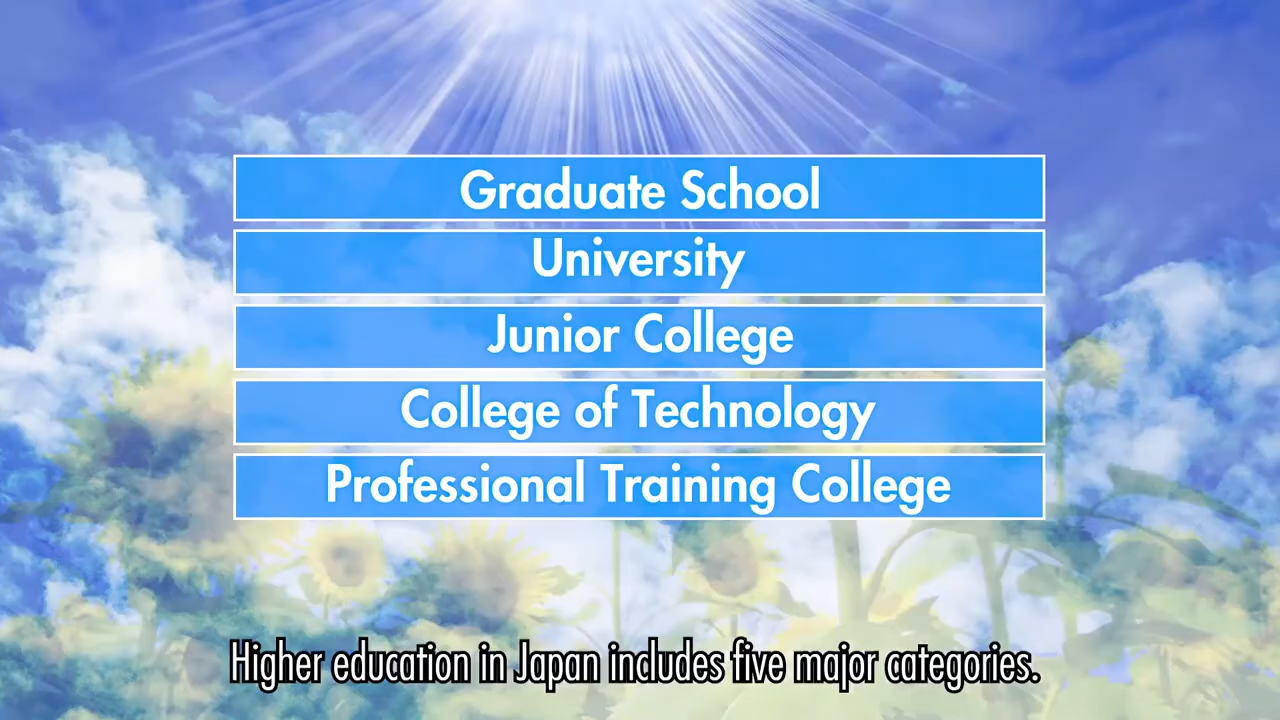 Graduate School
University
Junior College
College of Technology
Professional Training College
Higher education in Japan includes five major categories.